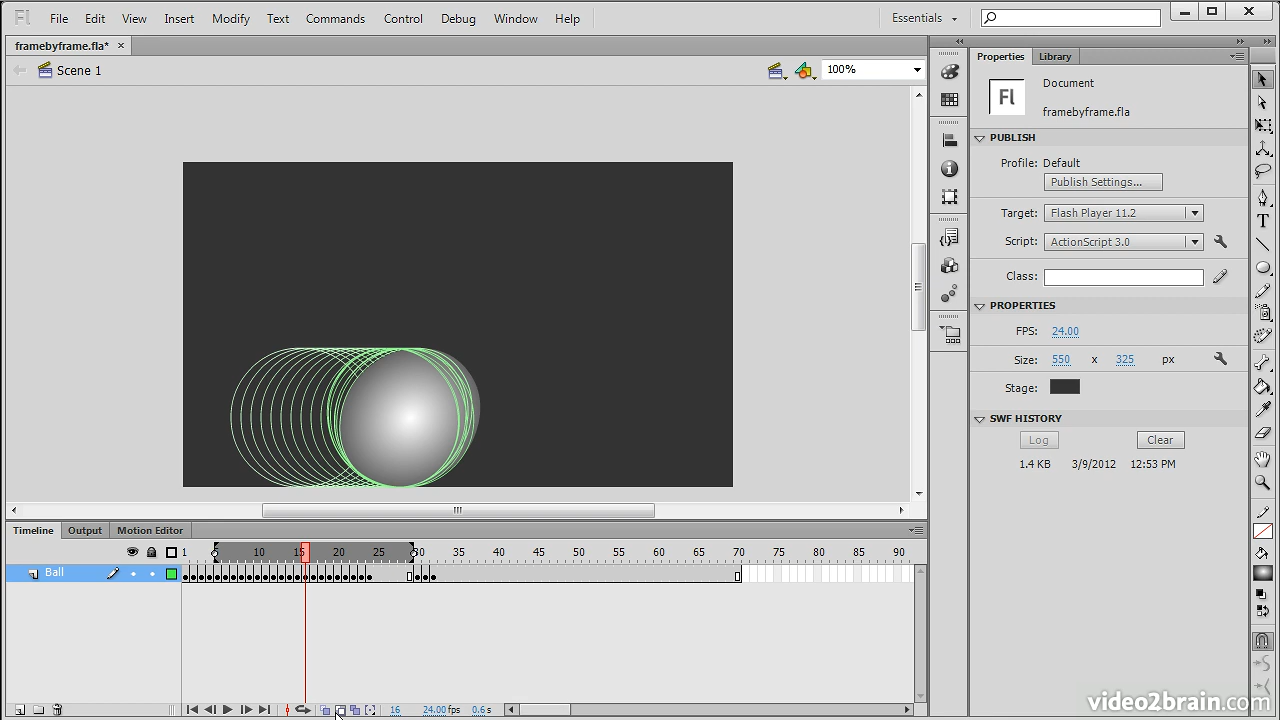 Fl File Edit View Insert Modify Text Commands Control Debug Window Help Essentials
framebyframe.fla*
Scene 1 100%
Properties Library
Fl Document
framebyframe.fla
PUBLISH
Profile: Default
Publish Settings...
Target: Flash Player 11.2
Script: ActionScript 3.0
Class:
PROPERTIES
FPS: 24.00
Size: 550 x 325 px
Stage:
SWF HISTORY
Log Clear
1.4 KB 3/9/2012 12:53 PM
Timeline Output Motion Editor
1 5 10 15 20 25 30 35 40 45 50 55 60 65 70 75 80 85 90
Ball
16 24.00 fps 0.6 s
video2brain.com